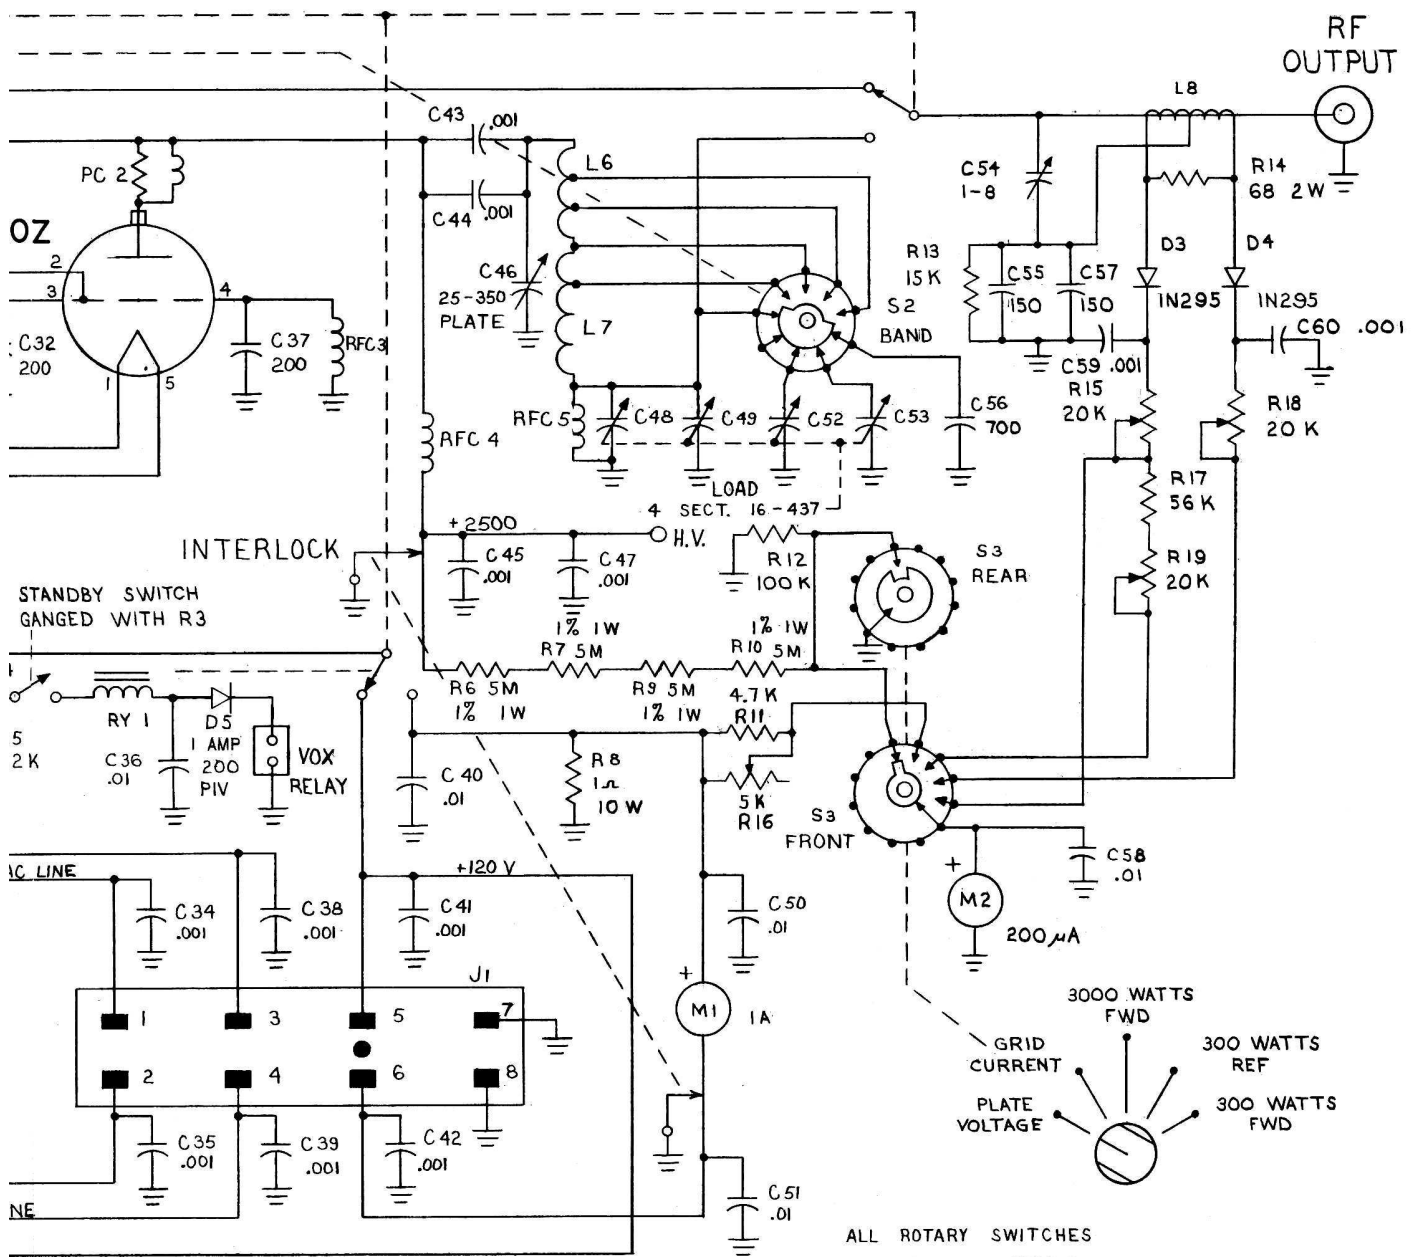 RF
OUTPUT
C43
.001
L6
L8
PC 2
C44
.001
C54
1-8
R14
68 2W
OZ
2
3
4
1
5
C32
200
C37
200
RFC3
C46
25-350
PLATE
L7
S2
BAND
R13
15K
C55
150
C57
150
D3
1N295
D4
1N295
C60 .001
C59 .001
R15
20K
R18
20K
RFC 4
RFC 5
C48
C49
C52
C53
C56
700
LOAD
4 SECT. 16-437
R17
56K
R19
20K
+2500
H.V.
INTERLOCK
C45
.001
C47
.001
R12
100K
S3
REAR
STANDBY SWITCH
GANGED WITH R3
1% 1W
R7 5M
1% 1W
R10 5M
R6 5M
1% 1W
R9 5M
1% 1W
4.7K
R11
RY 1
D5
1 AMP
200
PIV
5
2K
C36
.01
VOX
RELAY
C40
.01
R8
1Ω
10W
5K
R16
S3
FRONT
C58
.01
AC LINE
+120V
C34
.001
C38
.001
C41
.001
C50
.01
+
M2
200μA
J1
1
3
5
7
2
4
6
8
+
M1
1A
3000 WATTS
FWD
GRID
CURRENT
300 WATTS
REF
PLATE
VOLTAGE
300 WATTS
FWD
C35
.001
C39
.001
C42
.001
C51
.01
NE
ALL ROTARY SWITCHES